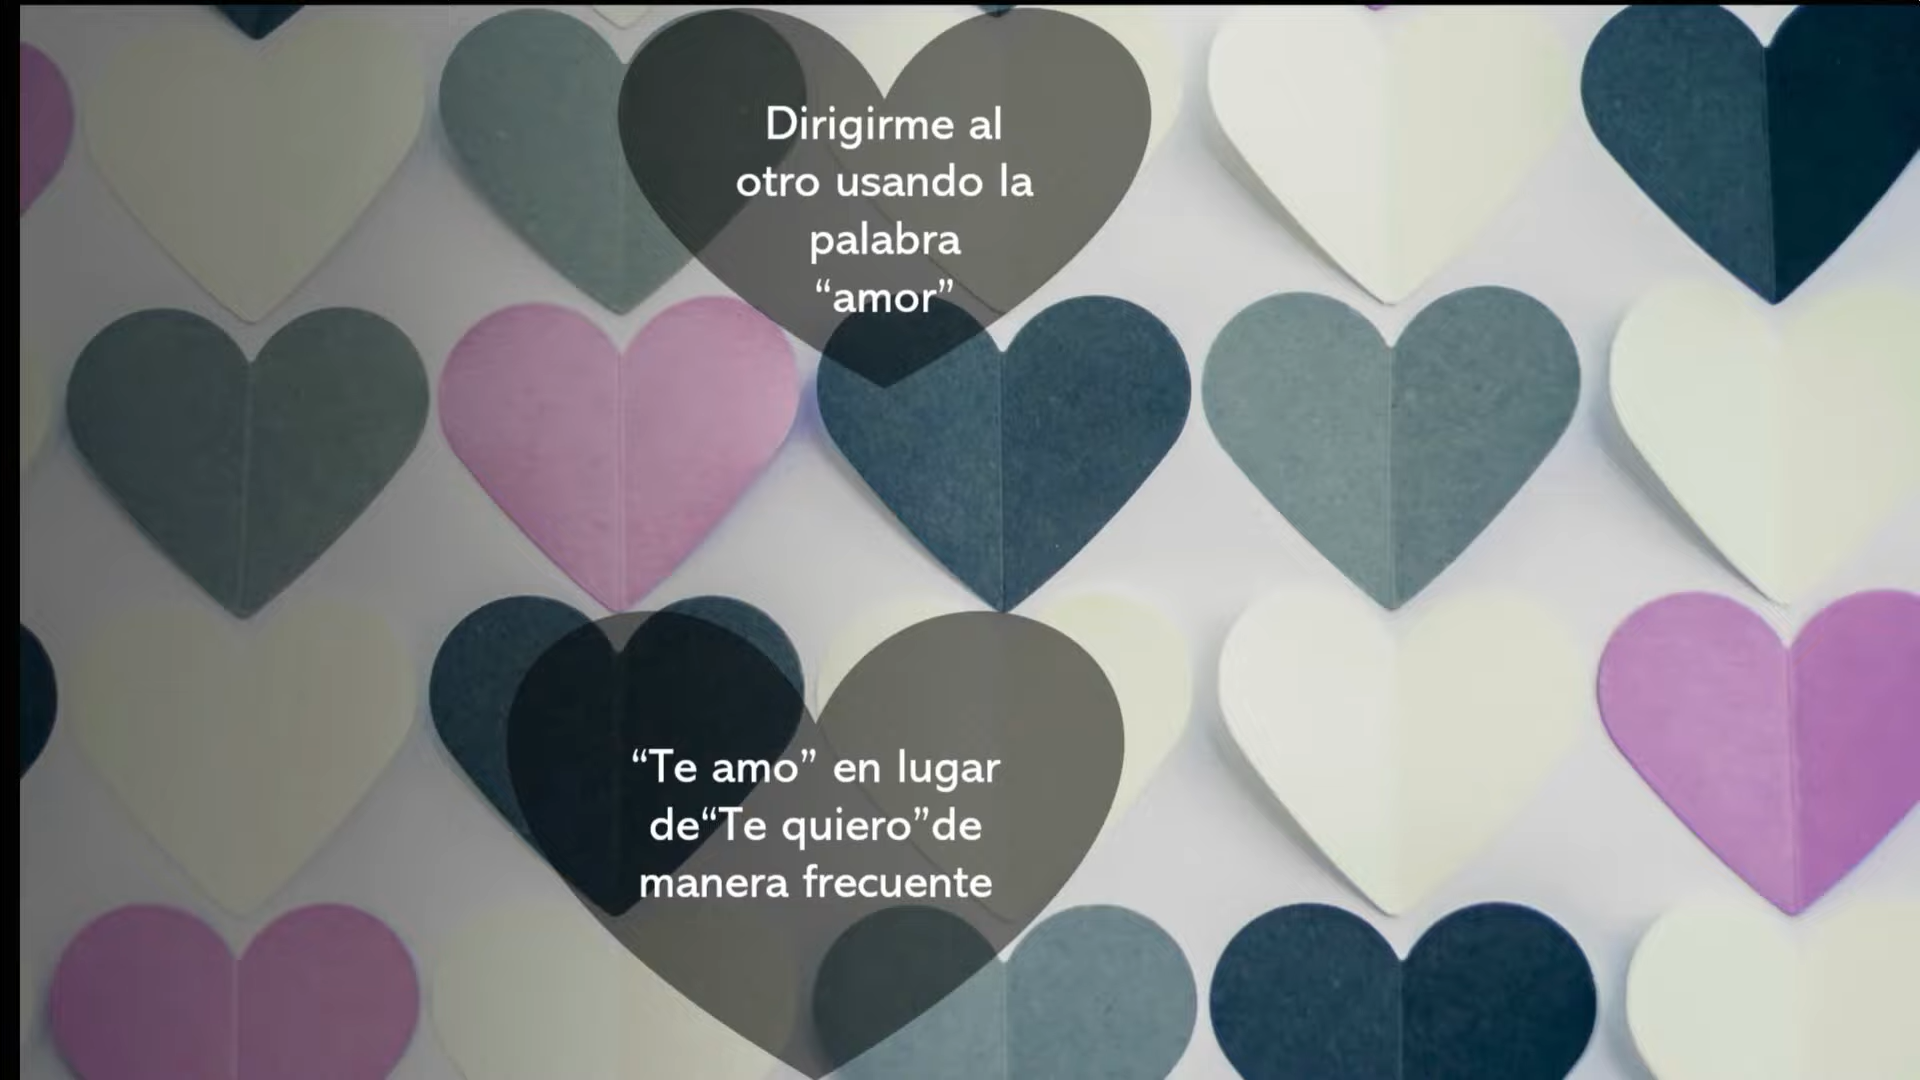 Dirigirme al
otro usando la
palabra
“amor”
“Te amo” en lugar
de“Te quiero”de
manera frecuente